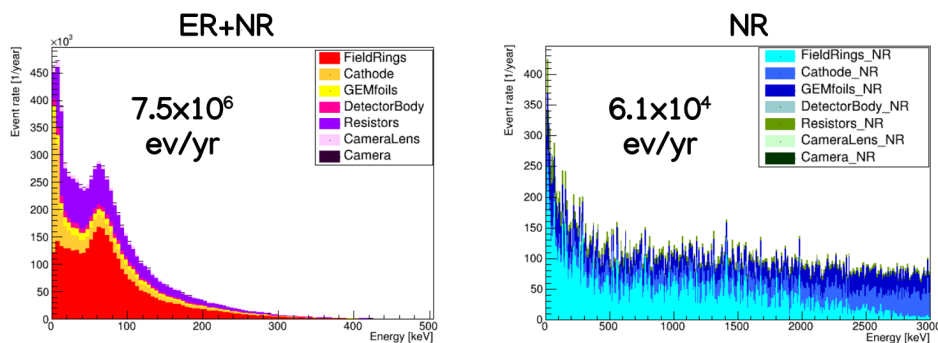 ER+NR
×10³
Event rate [1/year]
450
400
350
300
250
200
150
100
50
0
0 100 200 300 400 500
Energy [keV]
7.5x10⁶
ev/yr
FieldRings
Cathode
GEMfoils
DetectorBody
Resistors
CameraLens
Camera
NR
Event rate [1/year]
400
350
300
250
200
150
100
50
0
0 500 1000 1500 2000 2500 3000
Energy [keV]
6.1x10⁴
ev/yr
FieldRings_NR
Cathode_NR
GEMfoils_NR
DetectorBody_NR
Resistors_NR
CameraLens_NR
Camera_NR